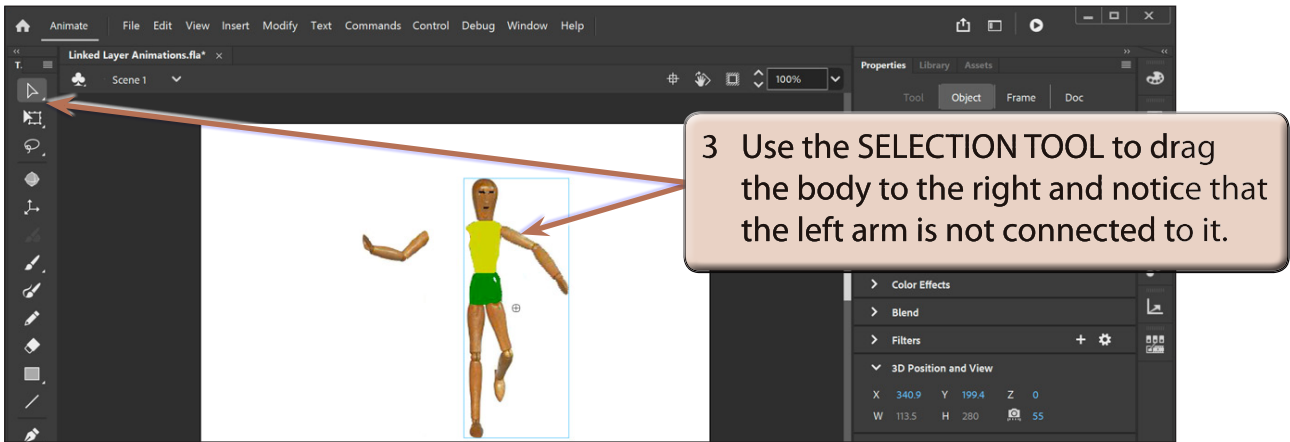 Animate File Edit View Insert Modify Text Commands Control Debug Window Help
Linked Layer Animations.fla* ×
T.
Scene 1
100%
Properties Library Assets
Tool Object Frame Doc
3 Use the SELECTION TOOL to drag
the body to the right and notice that
the left arm is not connected to it.
Color Effects
Blend
Filters
3D Position and View
X 340.9 Y 199.4 Z 0
W 113.5 H 280 55